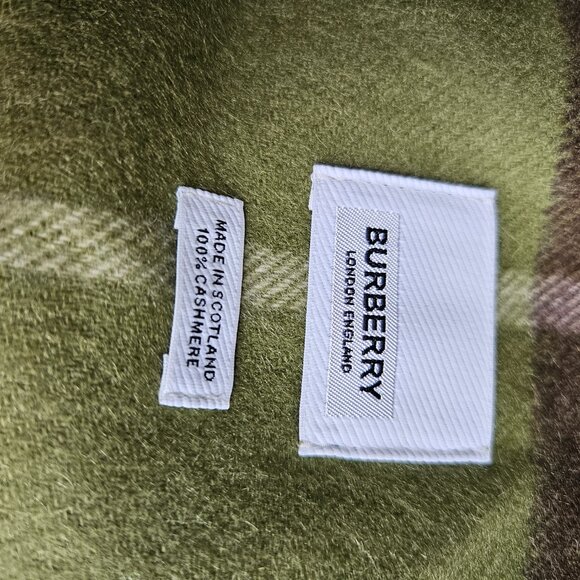 BURBERRY
LONDON ENGLAND
MADE IN SCOTLAND
100% CASHMERE